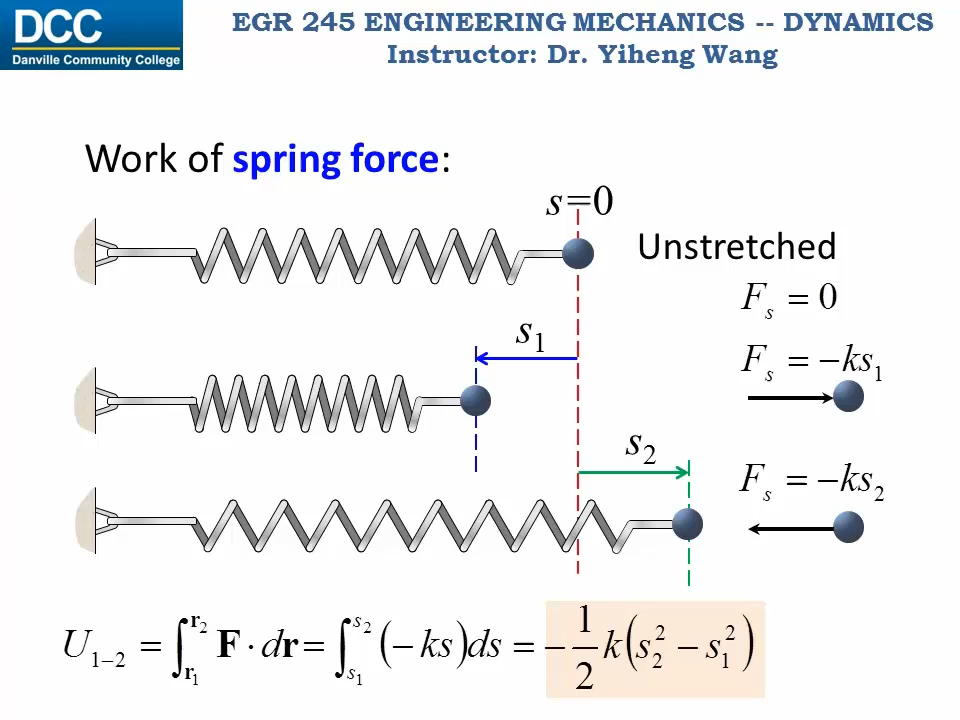 DCC
Danville Community College
EGR 245 ENGINEERING MECHANICS -- DYNAMICS
Instructor: Dr. Yiheng Wang
Work of spring force:
s=0
Unstretched
F_s = 0
s_1
F_s = −ks_1
s_2
F_s = −ks_2
U_{1−2} = ∫_{r_1}^{r_2} F · dr = ∫_{s_1}^{s_2} (−ks)ds = −\frac{1}{2} k(s_2^2 − s_1^2)